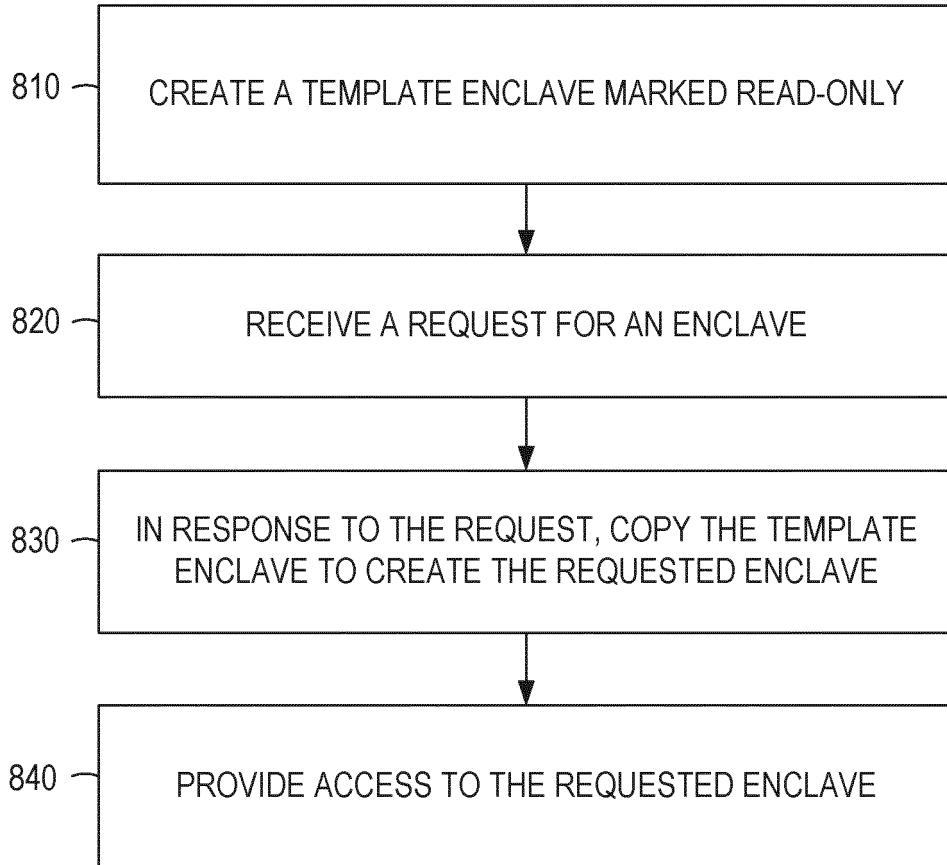 810
CREATE A TEMPLATE ENCLAVE MARKED READ-ONLY
820
RECEIVE A REQUEST FOR AN ENCLAVE
830
IN RESPONSE TO THE REQUEST, COPY THE TEMPLATE
ENCLAVE TO CREATE THE REQUESTED ENCLAVE
840
PROVIDE ACCESS TO THE REQUESTED ENCLAVE